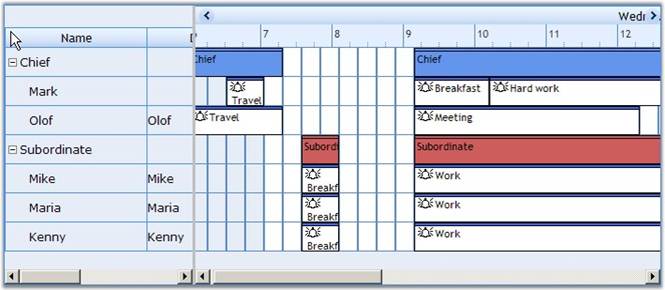 Wedn
7 8 9 10 11 12
Name
Chief Chief Chief
Mark Travel Breakfast Hard work
Olof Olof Travel Meeting
Subordinate Subordi Subordinate
Mike Mike Breakf Work
Maria Maria Breakf Work
Kenny Kenny Breakf Work